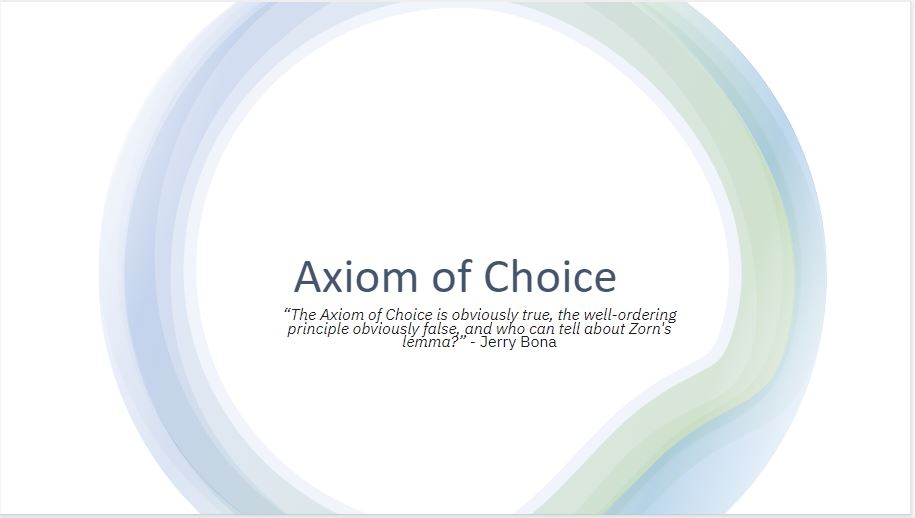 Axiom of Choice
“The Axiom of Choice is obviously true, the well-ordering
principle obviously false, and who can tell about Zorn's
lemma?” - Jerry Bona